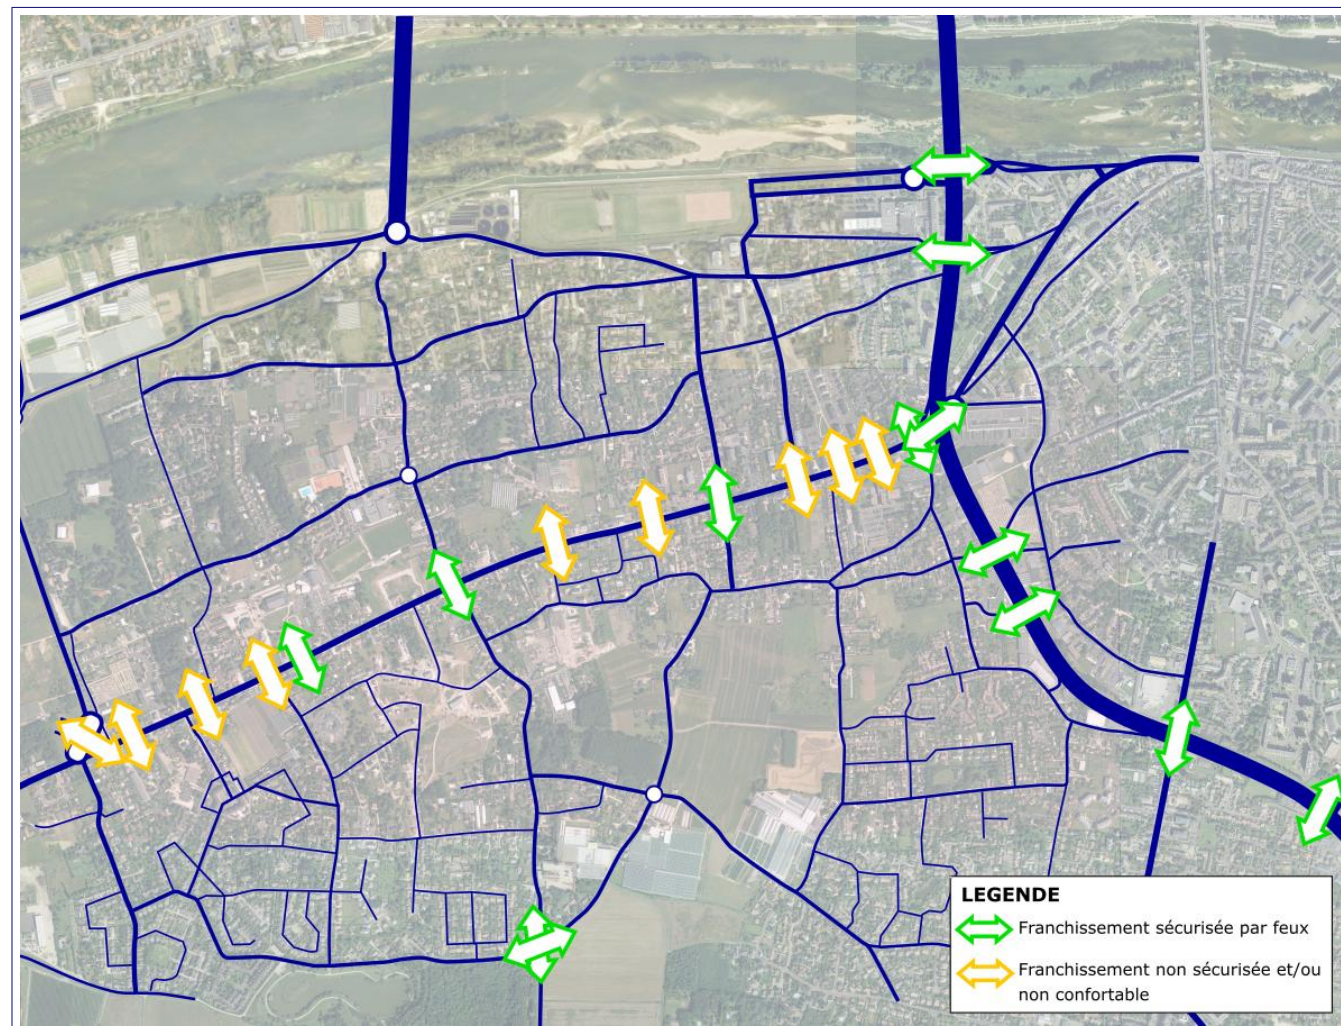 LEGENDE
Franchissement sécurisée par feux
Franchissement non sécurisée et/ou
non confortable